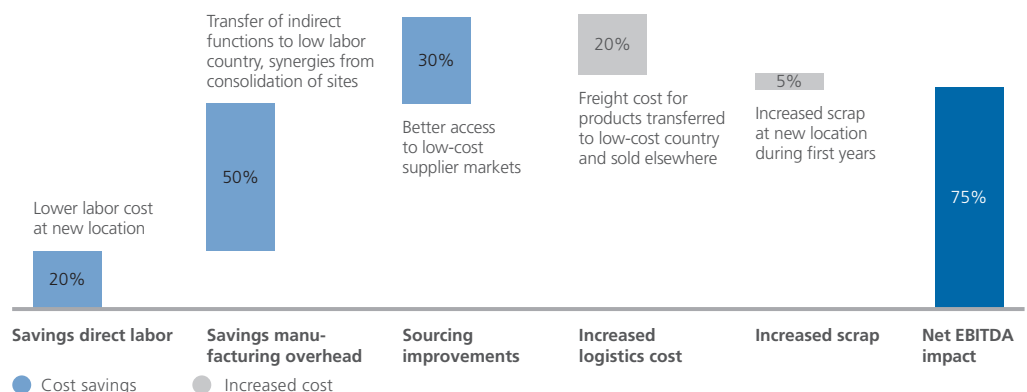 Transfer of indirect
functions to low labor
country, synergies from
consolidation of sites
30%
20%
5%
Better access
to low-cost
supplier markets
Freight cost for
products transferred
to low-cost country
and sold elsewhere
Increased scrap
at new location
during first years
50%
75%
Lower labor cost
at new location
20%
Savings direct labor
Savings manu-
facturing overhead
Sourcing
improvements
Increased
logistics cost
Increased scrap
Net EBITDA
impact
Cost savings
Increased cost